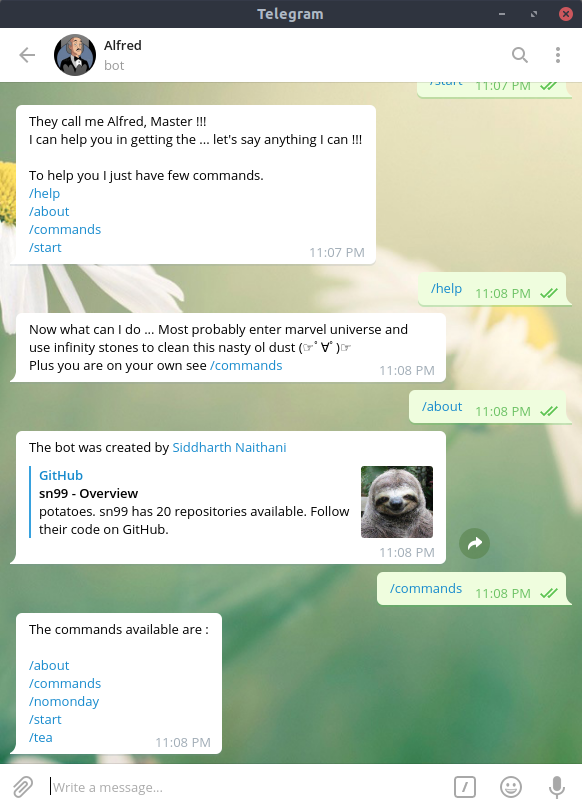 Telegram
Alfred
bot
/start 11:07 PM
They call me Alfred, Master !!!
I can help you in getting the ... let's say anything I can !!!
To help you I just have few commands.
/help
/about
/commands
/start
11:07 PM
/help 11:08 PM
Now what can I do ... Most probably enter marvel universe and
use infinity stones to clean this nasty ol dust (☞ﾟ∀ﾟ)☞
Plus you are on your own see /commands
11:08 PM
/about 11:08 PM
The bot was created by Siddharth Naithani
GitHub
sn99 - Overview
potatoes. sn99 has 20 repositories available. Follow
their code on GitHub.
11:08 PM
/commands 11:08 PM
The commands available are :
/about
/commands
/nomonday
/start
/tea
11:08 PM
Write a message...
/